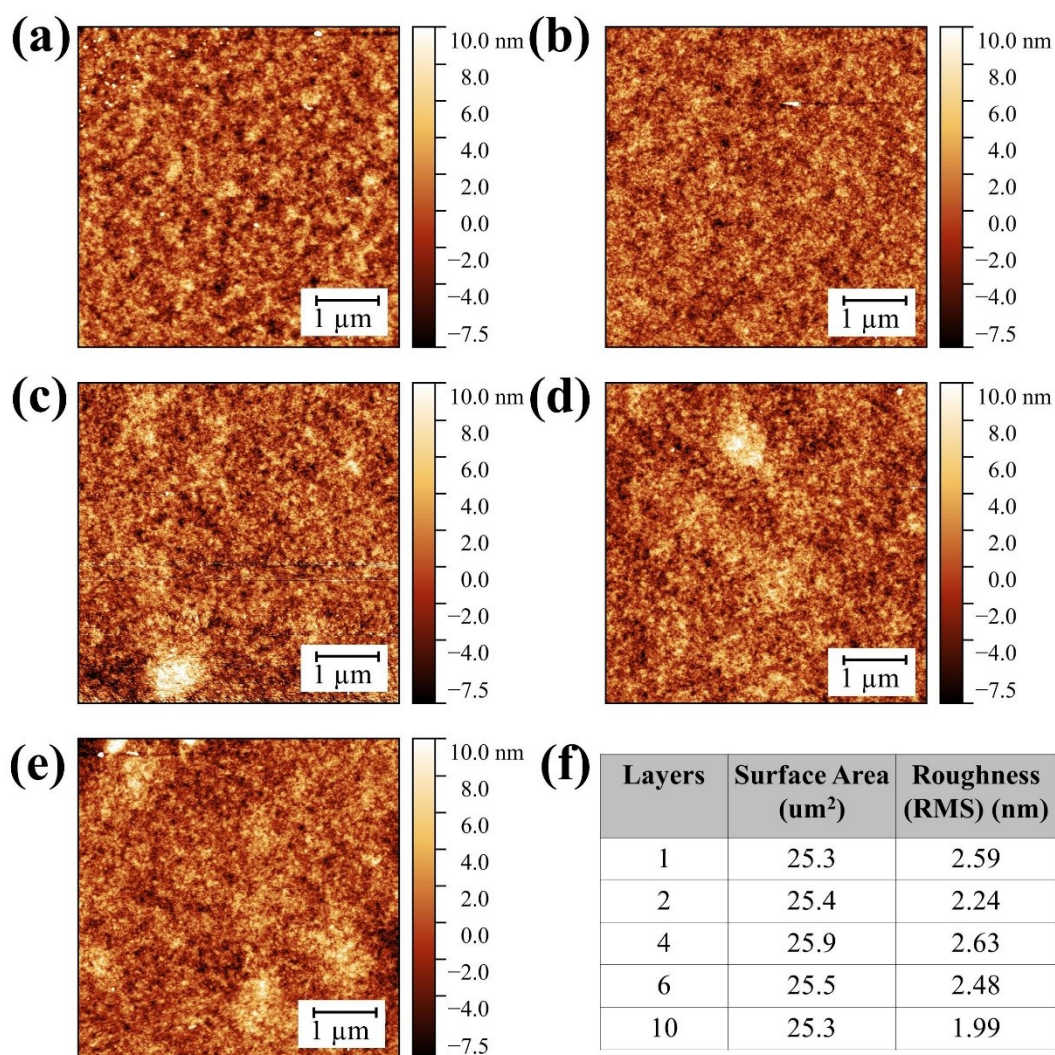 (a)
10.0 nm
8.0
6.0
4.0
2.0
0.0
−2.0
−4.0
−7.5
1 µm
(b)
10.0 nm
8.0
6.0
4.0
2.0
0.0
−2.0
−4.0
−7.5
1 µm
(c)
10.0 nm
8.0
6.0
4.0
2.0
0.0
−2.0
−4.0
−7.5
1 µm
(d)
10.0 nm
8.0
6.0
4.0
2.0
0.0
−2.0
−4.0
−7.5
1 µm
(e)
10.0 nm
8.0
6.0
4.0
2.0
0.0
−2.0
−4.0
−7.5
1 µm
(f)
Layers Surface Area (um²) Roughness (RMS) (nm)
1 25.3 2.59
2 25.4 2.24
4 25.9 2.63
6 25.5 2.48
10 25.3 1.99